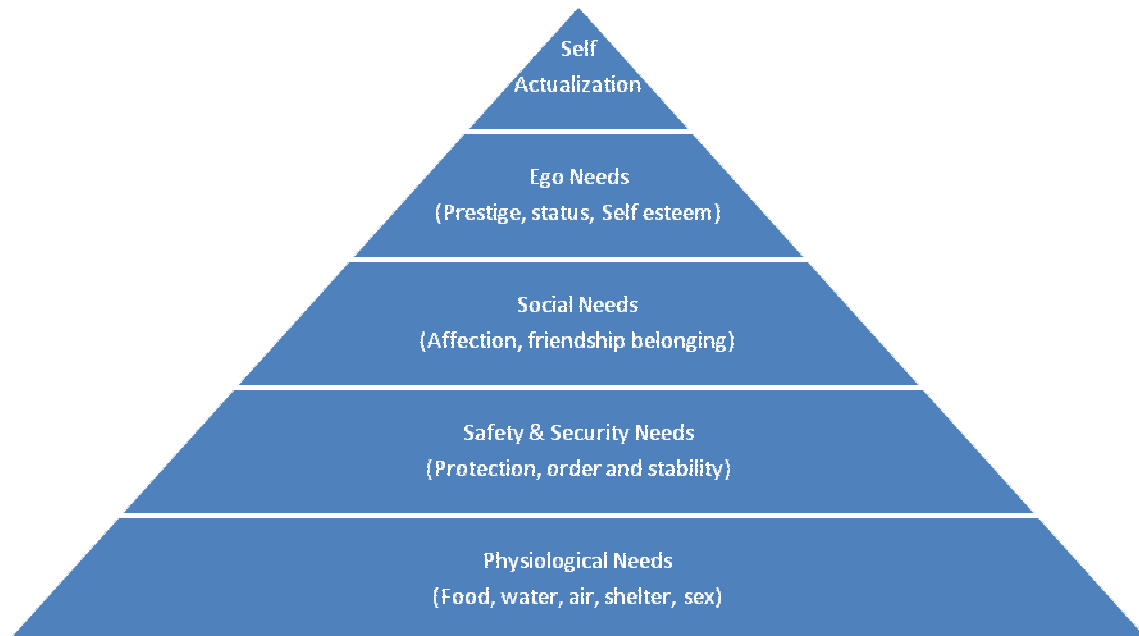 Self
Actualization
Ego Needs
(Prestige, status, Self esteem)
Social Needs
(Affection, friendship belonging)
Safety & Security Needs
(Protection, order and stability)
Physiological Needs
(Food, water, air, shelter, sex)